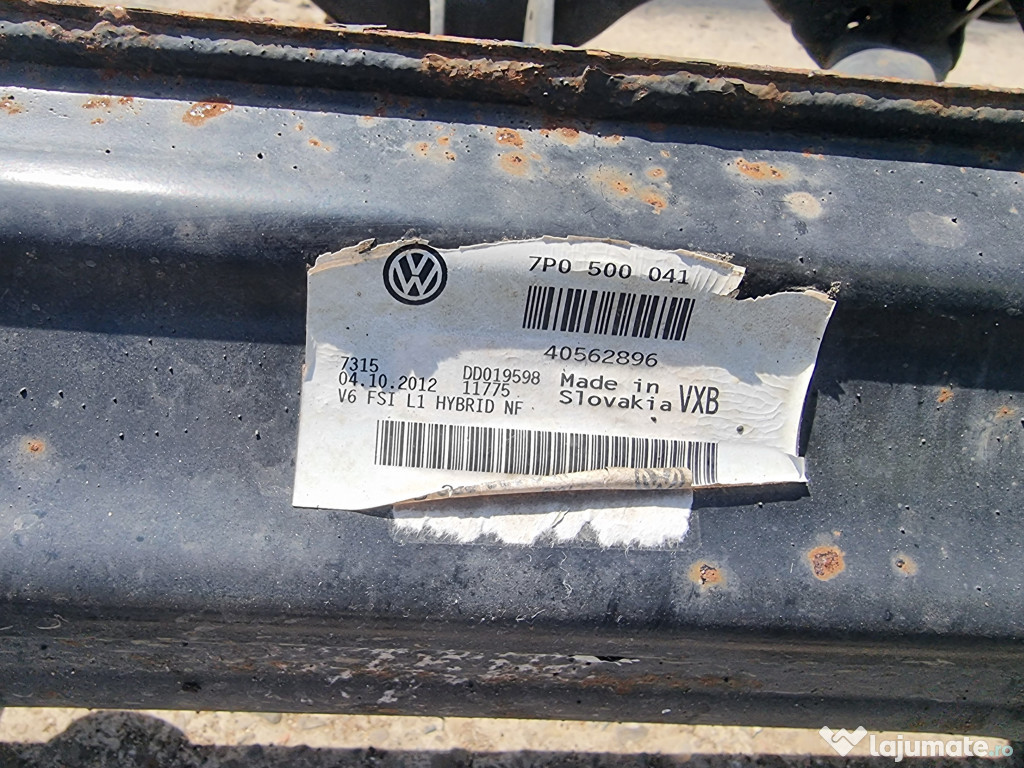 7P0 500 041
40562896
7315
DD019598
04.10.2012 11775
V6 FSI L1 HYBRID NF
Made in
Slovakia
VXB
lajumate.ro